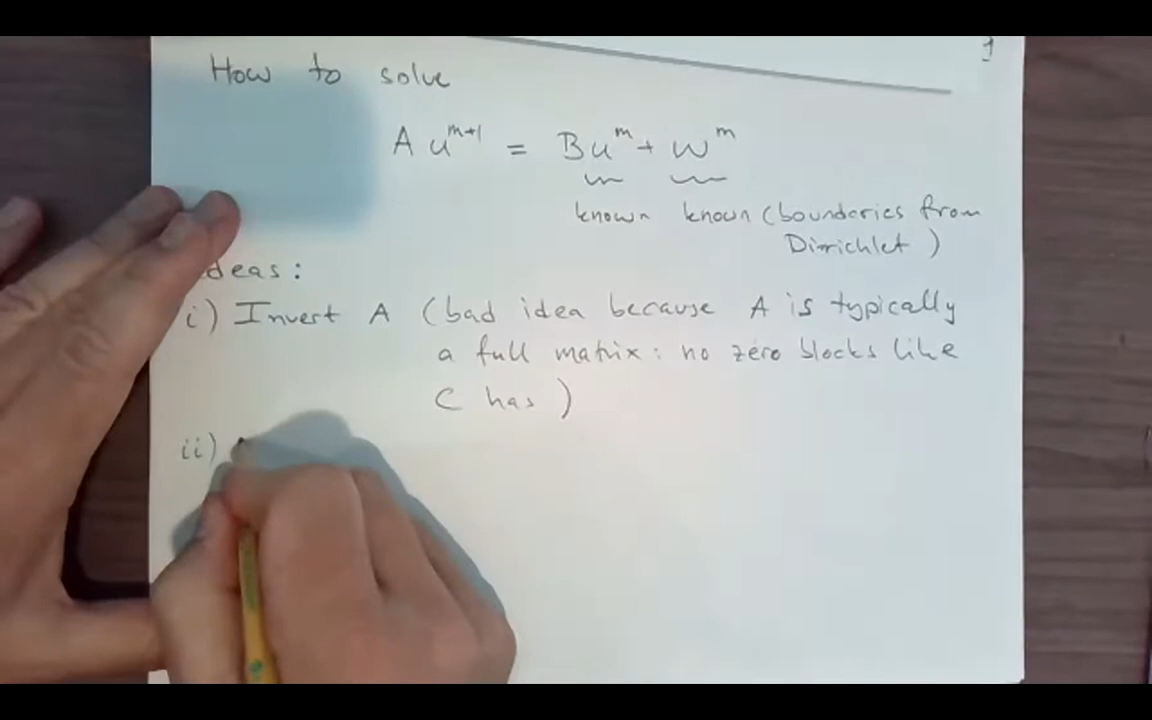 1
How to solve
A u^{m+1} = Bu^m + w^m
known known (boundaries from
Dirichlet)
deas:
i) Invert A (bad idea because A is typically
a full matrix: no zero blocks like
C has)
ii)